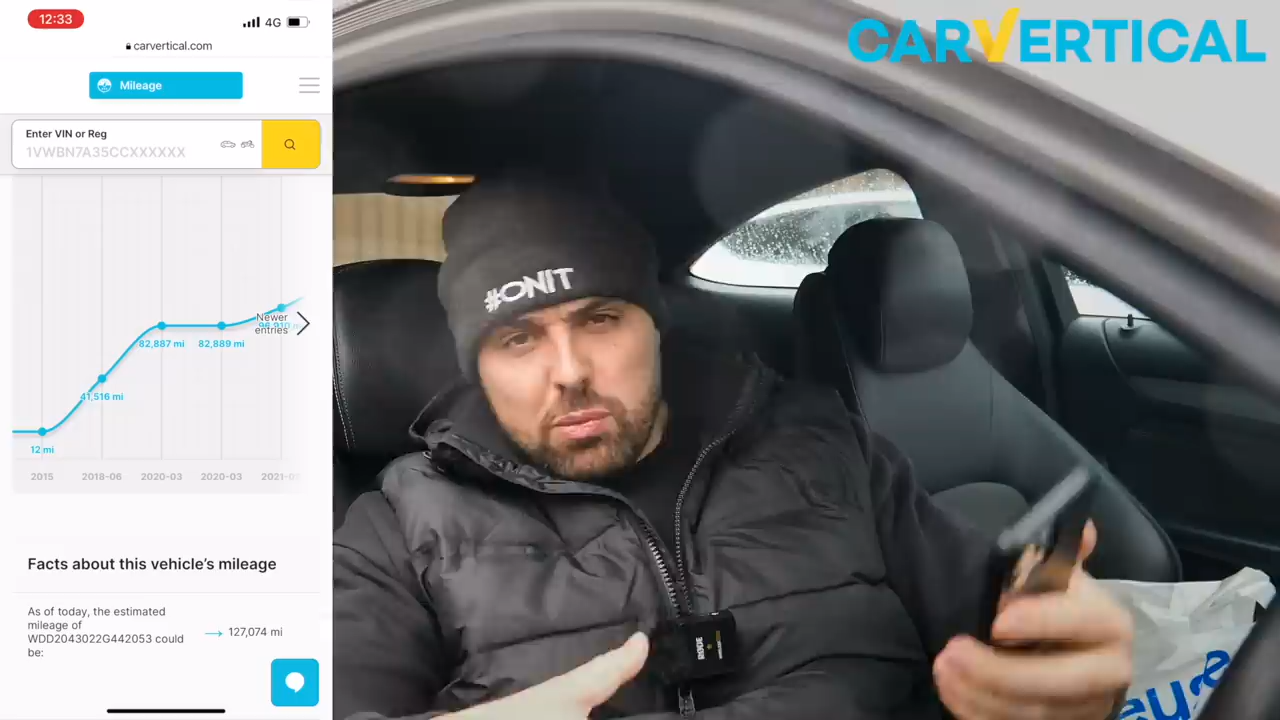 12:33
4G
carvertical.com
Mileage
Enter VIN or Reg
1VWBN7A35CCXXXXXX
Newer
entries
82,887 mi
82,889 mi
41,516 mi
12 mi
2015
2018-06
2020-03
2020-03
Facts about this vehicle's mileage
As of today, the estimated
mileage of
WDD2043022G442053 could
be:
→ 127,074 mi
CARVERTICAL
#ONIT
RØDE